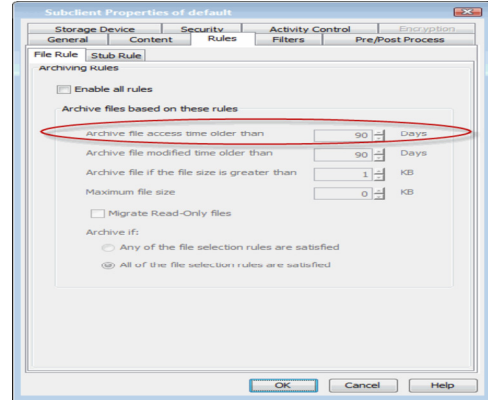 Subclient Properties of default
Storage Device Security Activity Control Encryption
General Content Rules Filters Pre/Post Process
File Rule Stub Rule
Archiving Rules
Enable all rules
Archive files based on these rules
Archive file access time older than 90 Days
Archive file modified time older than 90 Days
Archive file if the file size is greater than 1 KB
Maximum file size 0 KB
Migrate Read-Only files
Archive if:
Any of the file selection rules are satisfied
All of the file selection rules are satisfied
OK Cancel Help